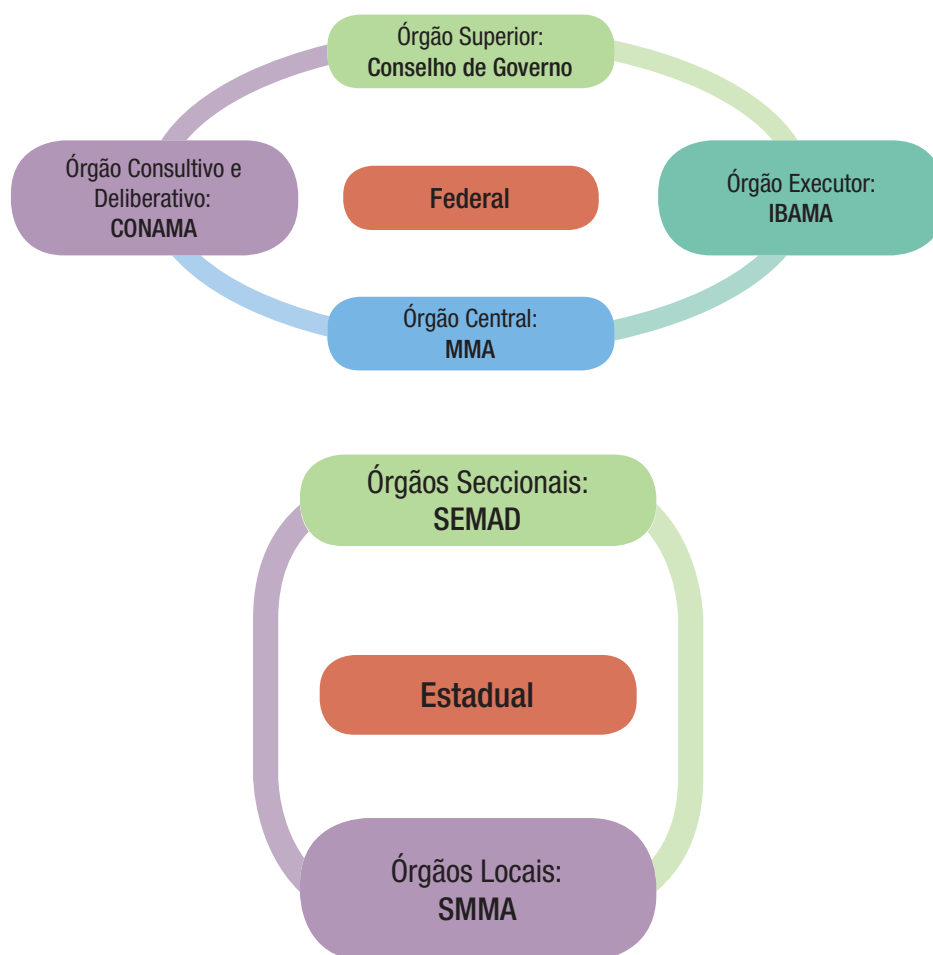 Órgão Superior:
Conselho de Governo
Órgão Consultivo e
Deliberativo:
CONAMA
Federal
Órgão Executor:
IBAMA
Órgão Central:
MMA
Órgãos Seccionais:
SEMAD
Estadual
Órgãos Locais:
SMMA